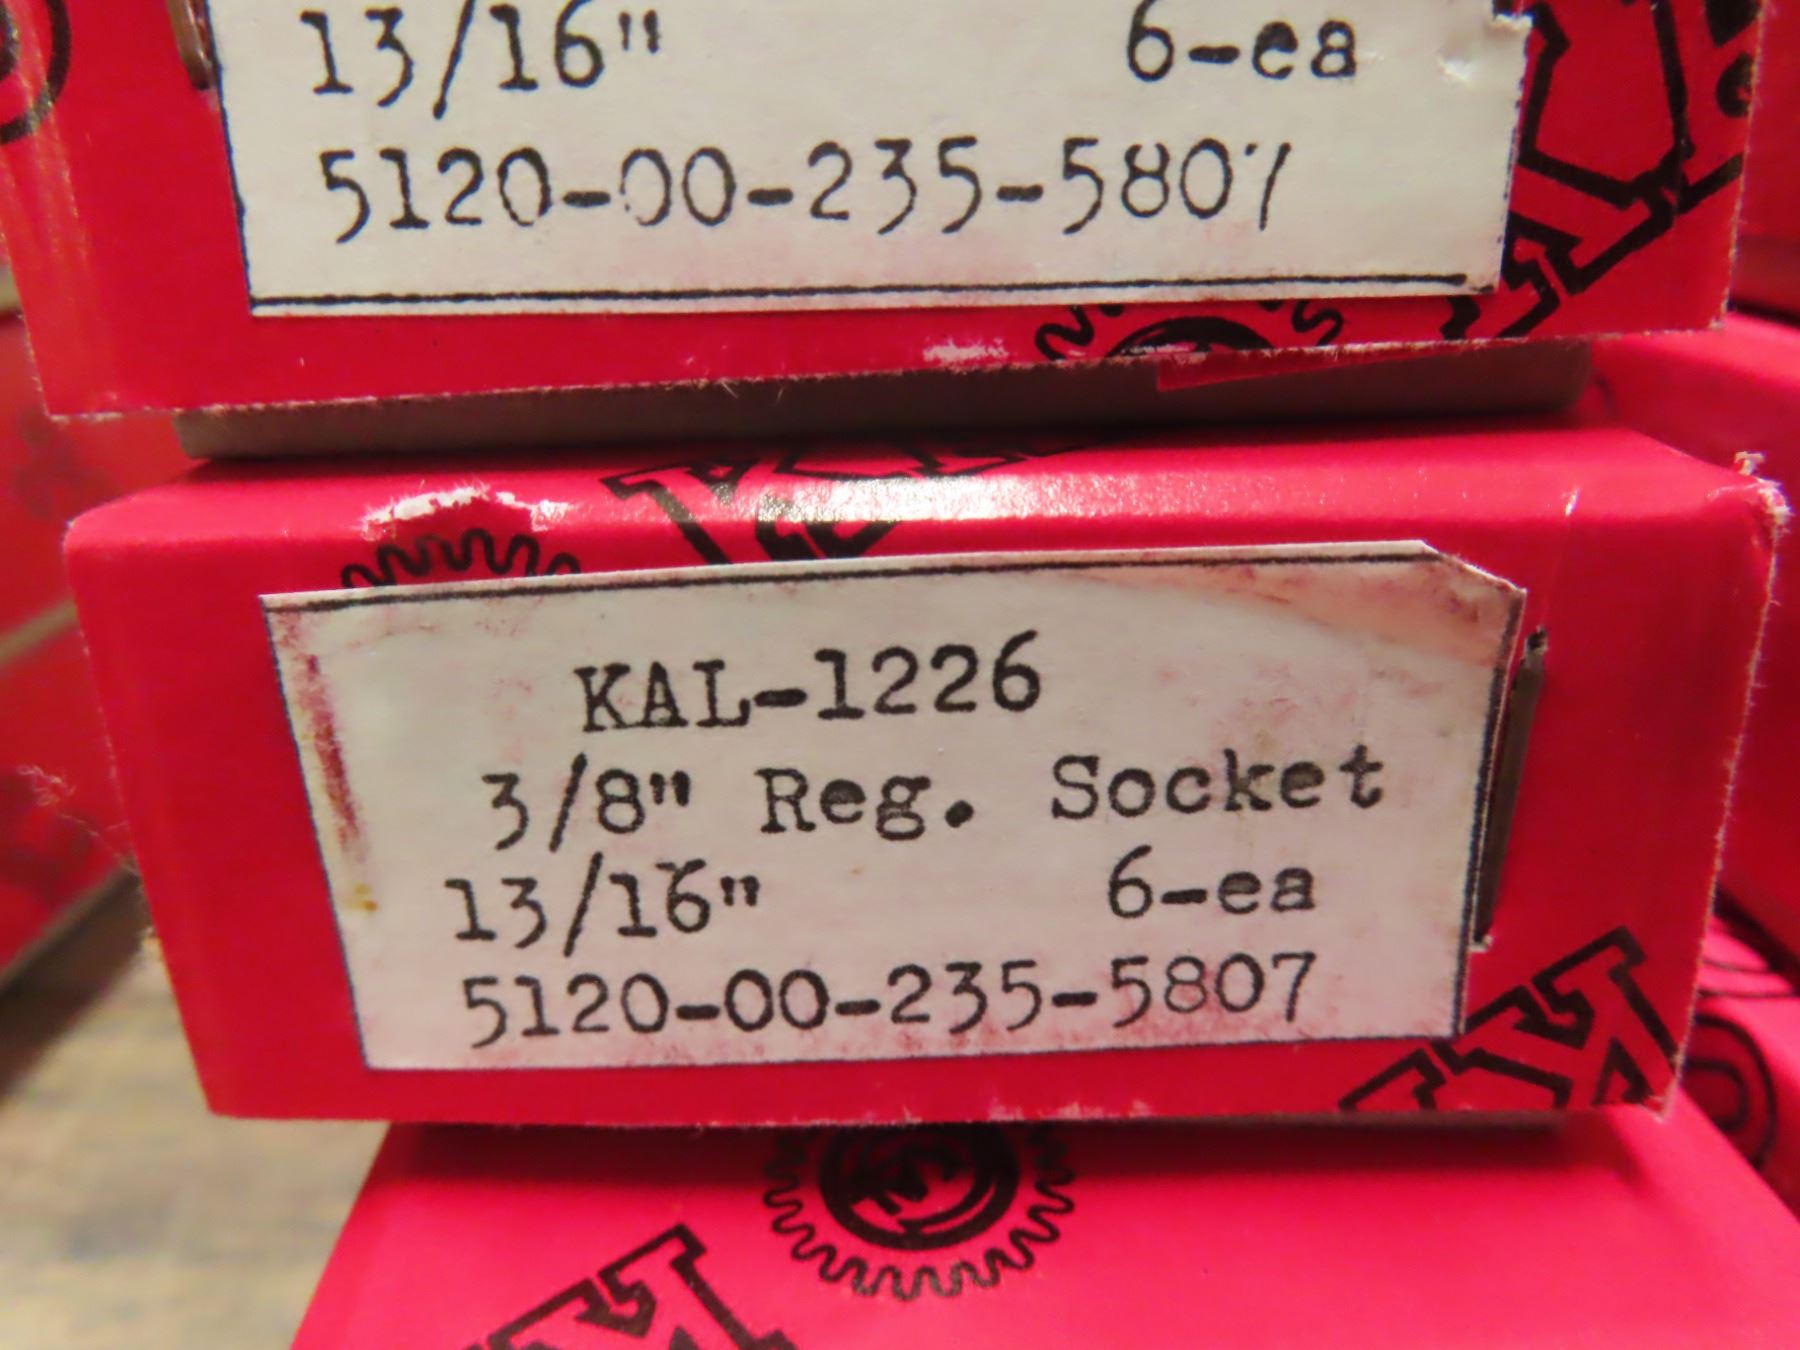 13/16" 6-ea
5120-00-235-5807
KAL-1226
3/8" Reg. Socket
13/16" 6-ea
5120-00-235-5807